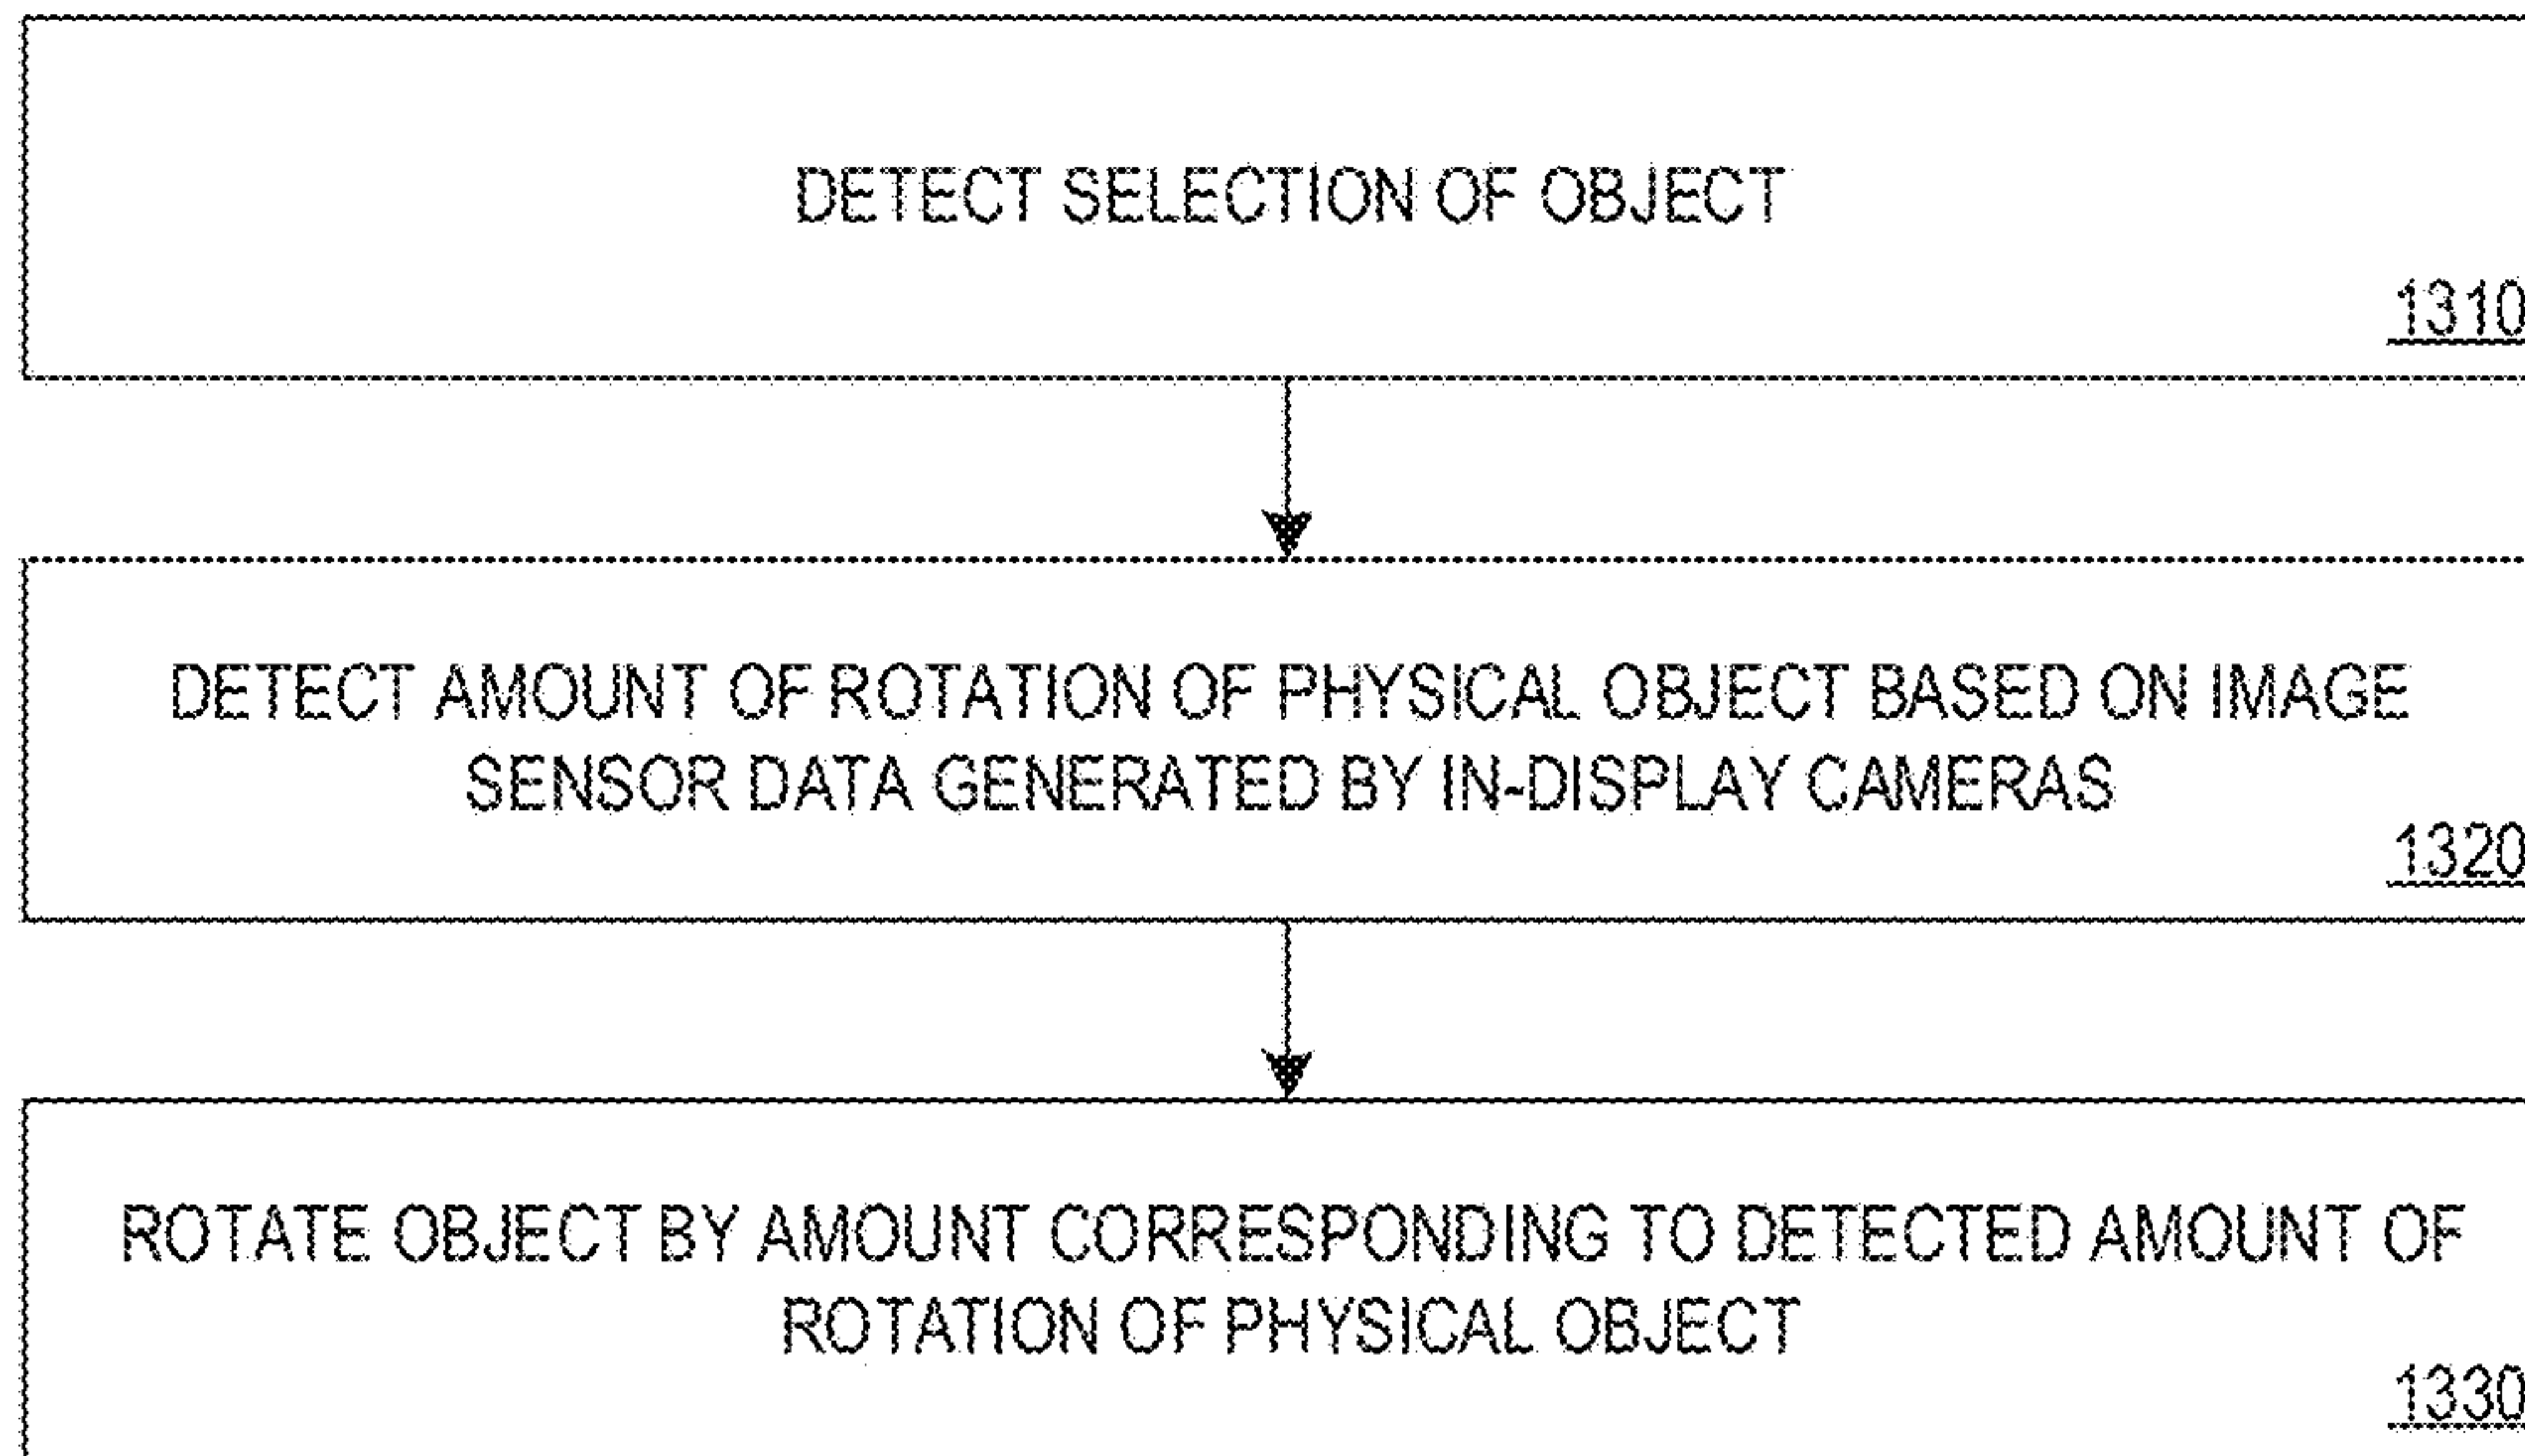 DETECT SELECTION OF OBJECT
1310
DETECT AMOUNT OF ROTATION OF PHYSICAL OBJECT BASED ON IMAGE
SENSOR DATA GENERATED BY IN-DISPLAY CAMERAS
1320
ROTATE OBJECT BY AMOUNT CORRESPONDING TO DETECTED AMOUNT OF
ROTATION OF PHYSICAL OBJECT
1330